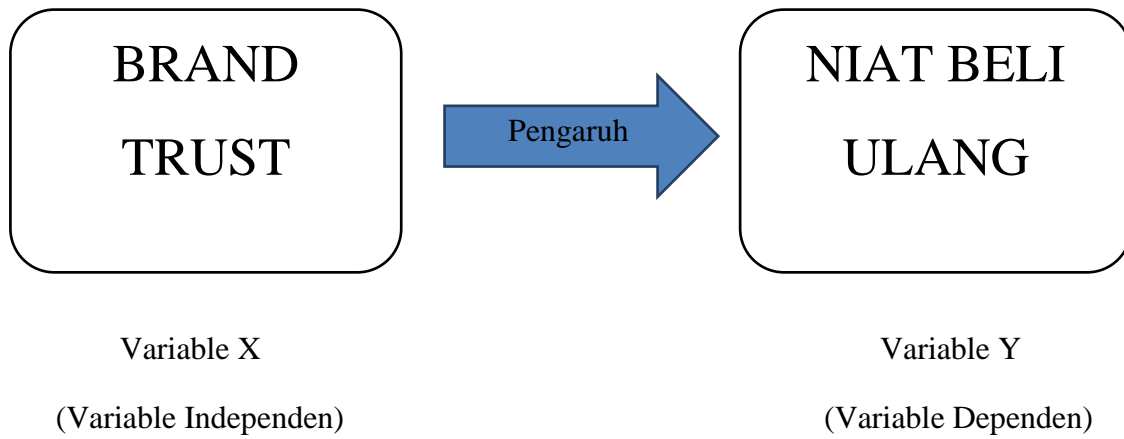 BRAND
TRUST
Pengaruh
NIAT BELI
ULANG
Variable X
(Variable Independen)
Variable Y
(Variable Dependen)